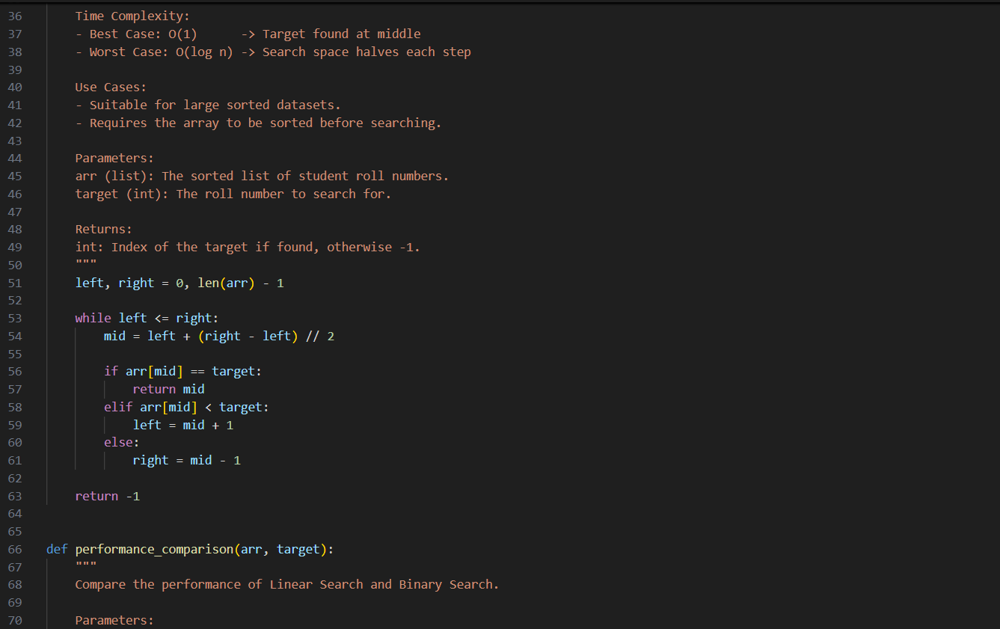 36 Time Complexity:
37 - Best Case: O(1)      -> Target found at middle
38 - Worst Case: O(log n) -> Search space halves each step
39
40 Use Cases:
41 - Suitable for large sorted datasets.
42 - Requires the array to be sorted before searching.
43
44 Parameters:
45 arr (list): The sorted list of student roll numbers.
46 target (int): The roll number to search for.
47
48 Returns:
49 int: Index of the target if found, otherwise -1.
50 """
51 left, right = 0, len(arr) - 1
52
53 while left <= right:
54     mid = left + (right - left) // 2
55
56     if arr[mid] == target:
57         return mid
58     elif arr[mid] < target:
59         left = mid + 1
60     else:
61         right = mid - 1
62
63 return -1
64
65
66 def performance_comparison(arr, target):
67     """
68     Compare the performance of Linear Search and Binary Search.
69
70     Parameters: